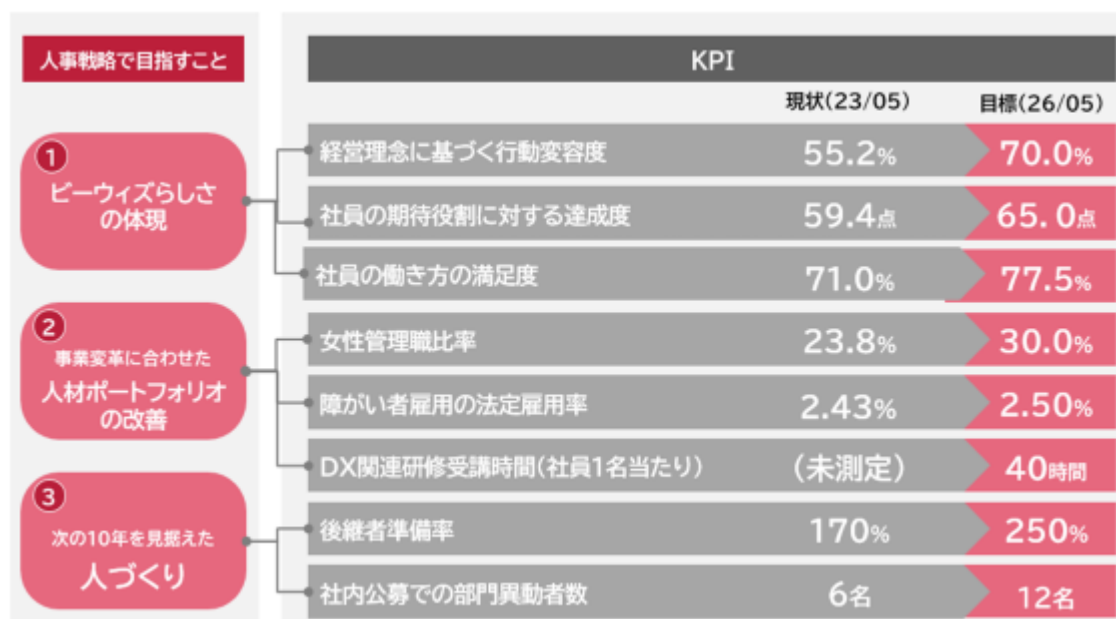 人事戦略で目指すこと
KPI
現状(23/05)
目標(26/05)
1
ビーウィズらしさ
の体現
経営理念に基づく行動変容度 55.2% 70.0%
社員の期待役割に対する達成度 59.4点 65.0点
社員の働き方の満足度 71.0% 77.5%
2
事業変革に合わせた
人材ポートフォリオ
の改善
女性管理職比率 23.8% 30.0%
障がい者雇用の法定雇用率 2.43% 2.50%
DX関連研修受講時間(社員1名当たり) (未測定) 40時間
3
次の10年を見据えた
人づくり
後継者準備率 170% 250%
社内公募での部門異動者数 6名 12名